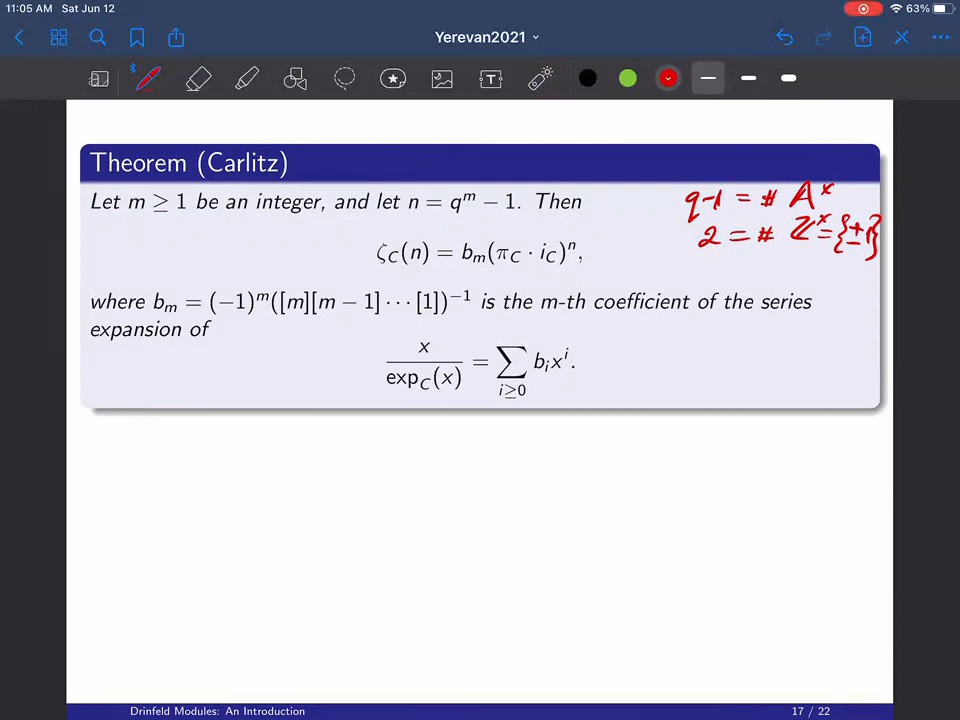 11:05 AM Sat Jun 12
63%
Yerevan2021
T
Theorem (Carlitz)
Let m ≥ 1 be an integer, and let n = q^m − 1. Then
q-1 = # A^x
2 = # ℤ^x = {±1}
ζ_C(n) = b_m(π_C · i_C)^n,
where b_m = (−1)^m([m][m − 1] ··· [1])^−1 is the m-th coefficient of the series
expansion of
x / exp_C(x) = ∑_{i≥0} b_i x^i.
Drinfeld Modules: An Introduction
17 / 22